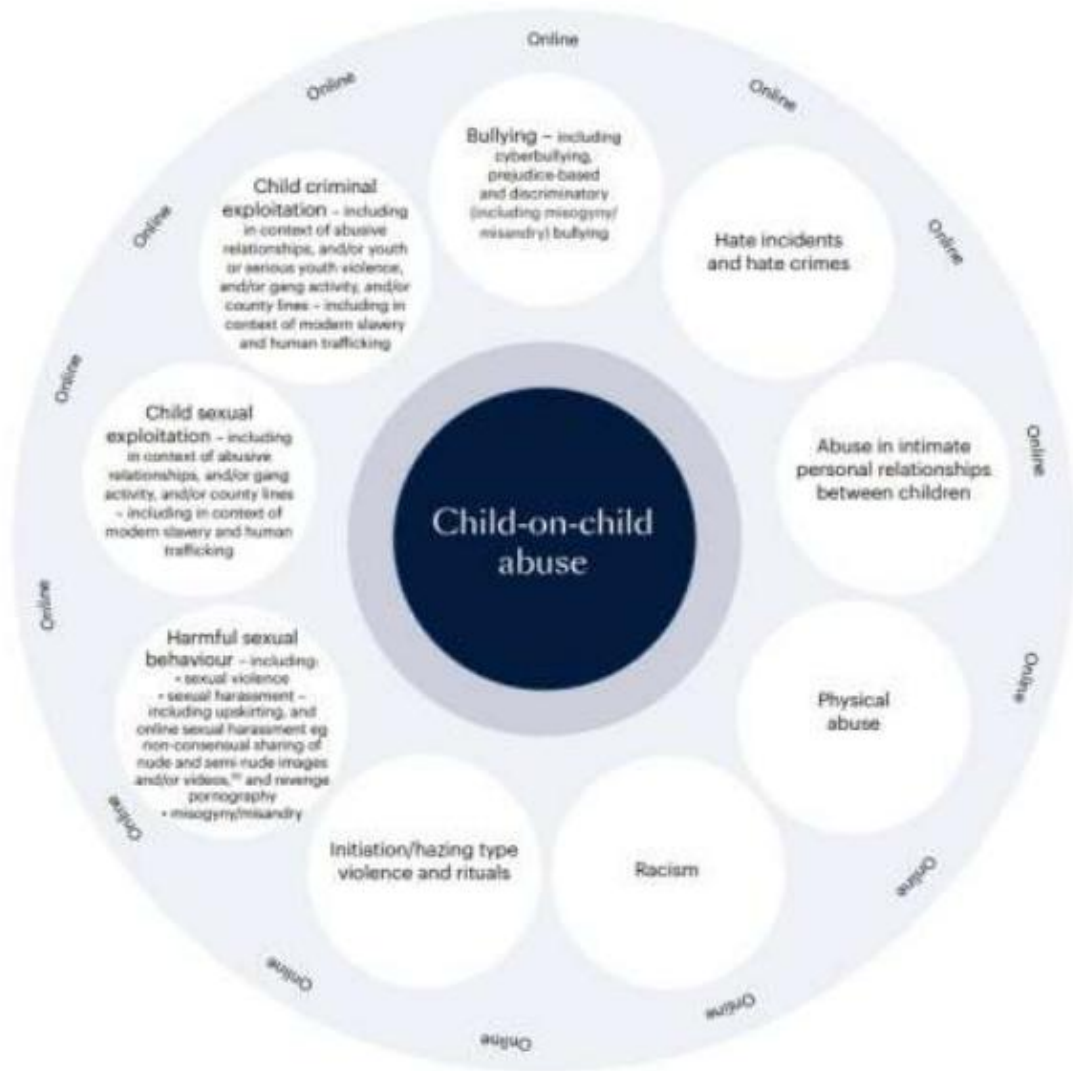 Online
Online
Online
Online
Online
Online
Online
Online
Online
Online
Online
Online
Online
Online
Bullying – including
cyberbullying,
prejudice-based
and discriminatory
(including misogyny/
misandry) bullying
Hate incidents
and hate crimes
Abuse in intimate
personal relationships
between children
Physical
abuse
Racism
Initiation/hazing type
violence and rituals
Harmful sexual
behaviour – including:
• sexual violence
• sexual harassment –
including upskirting, and
online sexual harassment eg
non-consensual sharing of
nude and semi-nude images
and/or videos, and revenge
pornography
• misogyny/misandry
Child sexual
exploitation – including
in context of abusive
relationships, and/or gang
activity, and/or county lines
– including in context of
modern slavery and human
trafficking
Child criminal
exploitation – including
in context of abusive
relationships, and/or youth
or serious youth violence,
and/or gang activity, and/or
county lines – including in
context of modern slavery
and human trafficking
Child-on-child
abuse